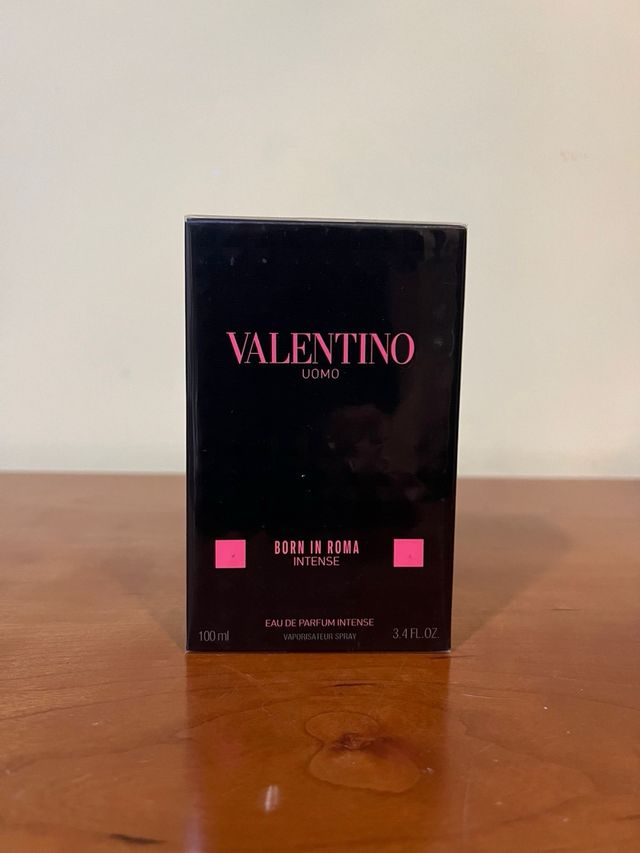 VALENTINO
UOMO
BORN IN ROMA
INTENSE
EAU DE PARFUM INTENSE
100 ml VAPORISATEUR SPRAY 3.4 FL.OZ.